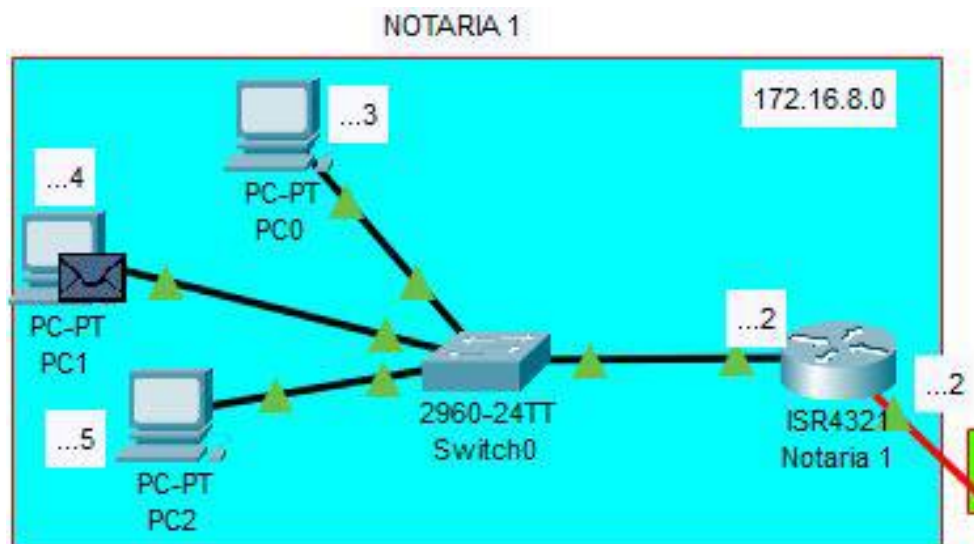 NOTARIA 1
172.16.8.0
...3
PC-PT
PC0
...4
PC-PT
PC1
...5
PC-PT
PC2
2960-24TT
Switch0
...2
ISR4321
Notaria 1
...2